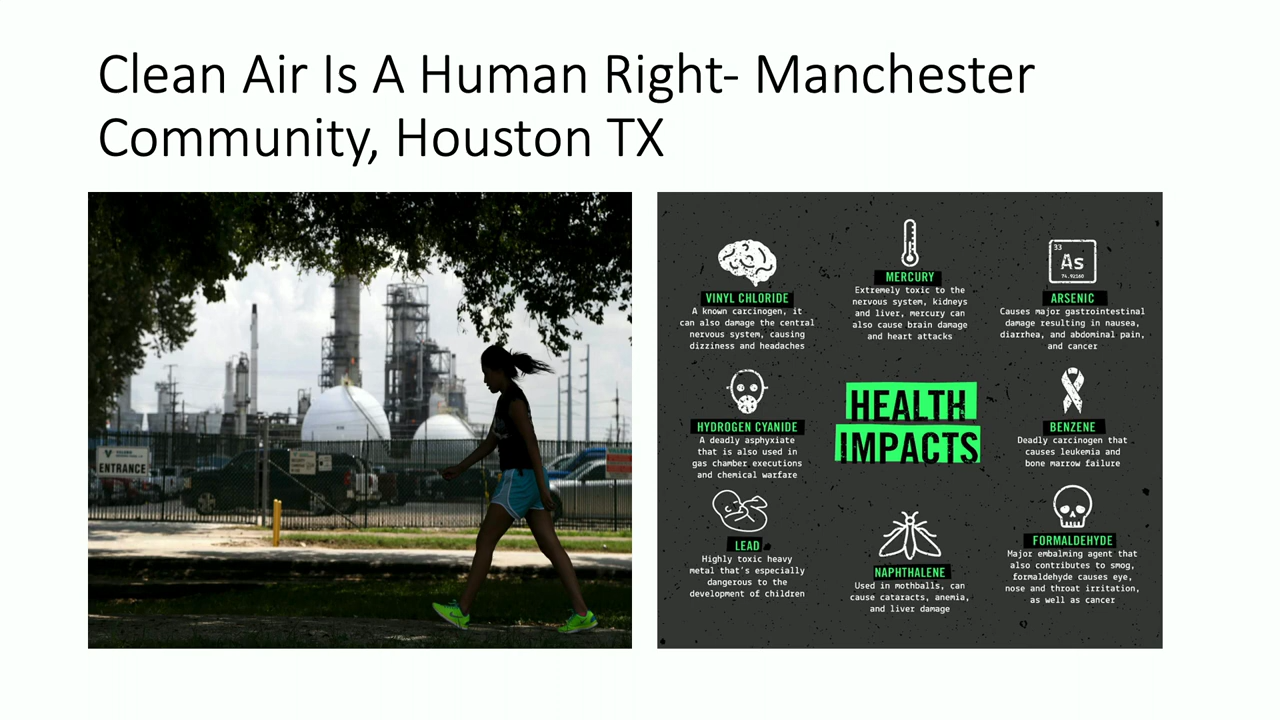 Clean Air Is A Human Right- Manchester
Community, Houston TX
ENTRANCE
VINYL CHLORIDE
A known carcinogen, it
can also damage the central
nervous system, causing
dizziness and headaches
MERCURY
Extremely toxic to the
nervous system, kidneys
and liver, mercury can
also cause brain damage
and heart attacks
33
As
74.92160
ARSENIC
Causes major gastrointestinal
damage resulting in nausea,
diarrhea, and abdominal pain,
and cancer
HYDROGEN CYANIDE
A deadly asphyxiate
that is also used in
gas chamber executions
and chemical warfare
HEALTH
IMPACTS
BENZENE
Deadly carcinogen that
causes leukemia and
bone marrow failure
LEAD
Highly toxic heavy
metal that's especially
dangerous to the
development of children
NAPHTHALENE
Used in mothballs, can
cause cataracts, anemia,
and liver damage
FORMALDEHYDE
Major embalming agent that
also contributes to smog,
formaldehyde causes eye,
nose and throat irritation,
as well as cancer